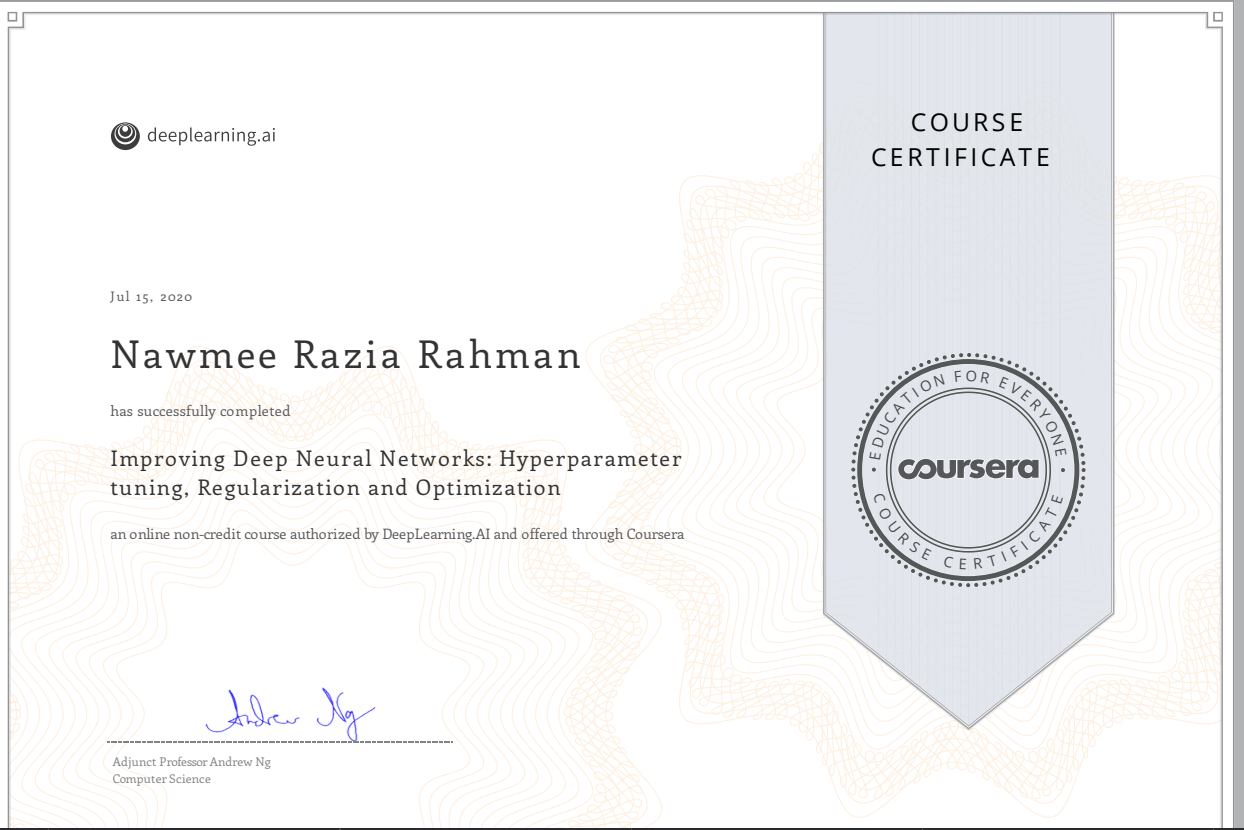 deeplearning.ai
COURSE
CERTIFICATE
Jul 15, 2020
Nawmee Razia Rahman
has successfully completed
Improving Deep Neural Networks: Hyperparameter
tuning, Regularization and Optimization
an online non-credit course authorized by DeepLearning.AI and offered through Coursera
EDUCATION FOR EVERYONE
coursera
COURSE CERTIFICATE
Andrew Ng
Adjunct Professor Andrew Ng
Computer Science